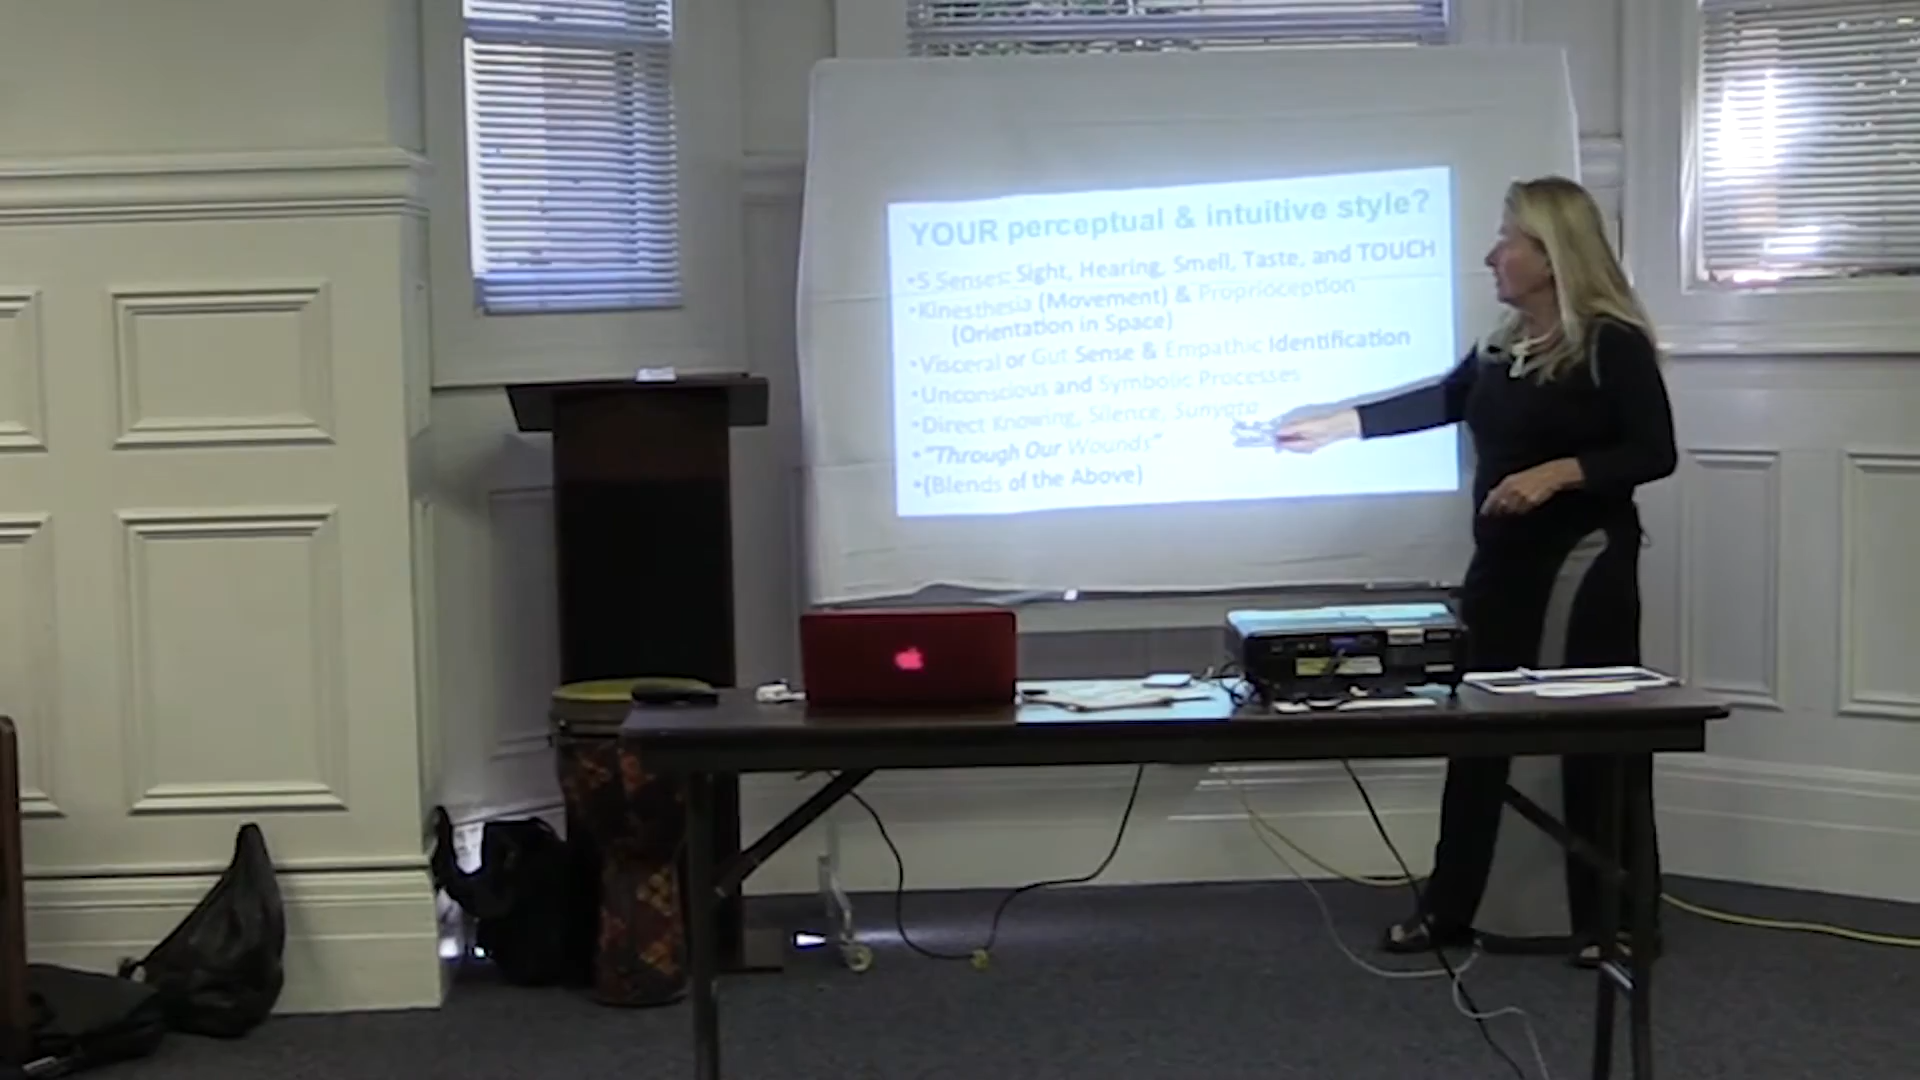 YOUR perceptual & intuitive style?
•5 Senses: Sight, Hearing, Smell, Taste, and TOUCH
•Kinesthesia (Movement) & Proprioception
(Orientation in Space)
•Visceral or Gut Sense & Empathic Identification
•Unconscious and Symbolic Processes
•Direct Knowing, Silence, Sunyata
•"Through Our Wounds"
•(Blends of the Above)